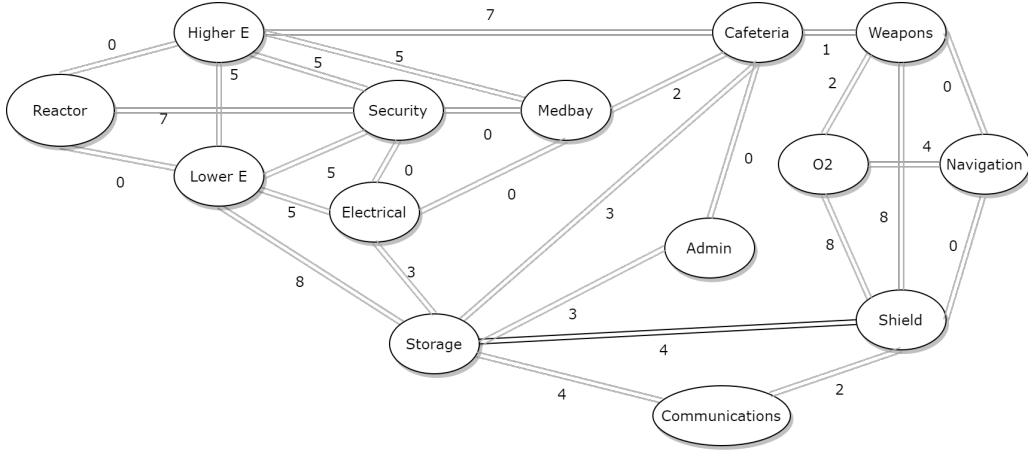 7
Higher E
Cafeteria
Weapons
0
5
5
5
1
2
0
Reactor
Security
Medbay
2
7
0
4
O2
Navigation
Lower E
0
5
0
0
0
5
Electrical
3
8
8
0
Admin
8
3
3
Storage
4
Shield
4
2
Communications